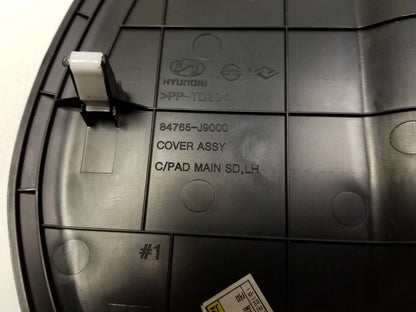 HYUNDAI
>PP-TD20<
84765-J9000
COVER ASSY
C/PAD MAIN SD,LH
#1